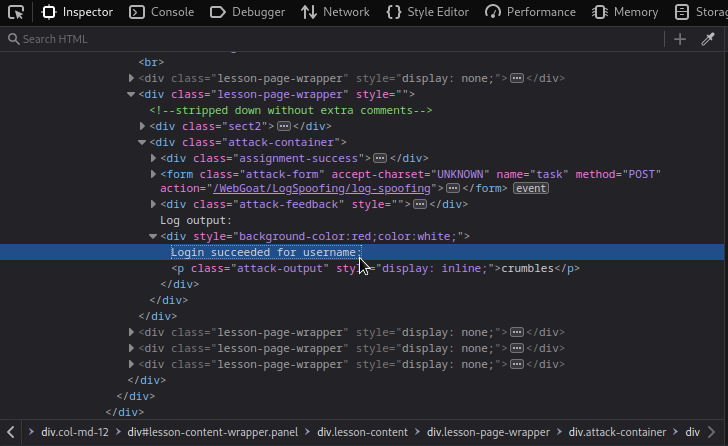 Inspector Console Debugger Network Style Editor Performance Memory Storag
Search HTML
<br>
<div class="lesson-page-wrapper" style="display: none;"></div>
<div class="lesson-page-wrapper" style="">
<!--stripped down without extra comments-->
<div class="sect2"></div>
<div class="attack-container">
<div class="assignment-success"></div>
<form class="attack-form" accept-charset="UNKNOWN" name="task" method="POST"
action="/WebGoat/LogSpoofing/log-spoofing"></form> event
<div class="attack-feedback" style=""></div>
Log output:
<div style="background-color:red;color:white;">
Login succeeded for username:
<p class="attack-output" style="display: inline;">crumbles</p>
</div>
</div>
</div>
<div class="lesson-page-wrapper" style="display: none;"></div>
<div class="lesson-page-wrapper" style="display: none;"></div>
<div class="lesson-page-wrapper" style="display: none;"></div>
</div>
</div>
</div>
div.col-md-12 div#lesson-content-wrapper.panel div.lesson-content div.lesson-page-wrapper div.attack-container div